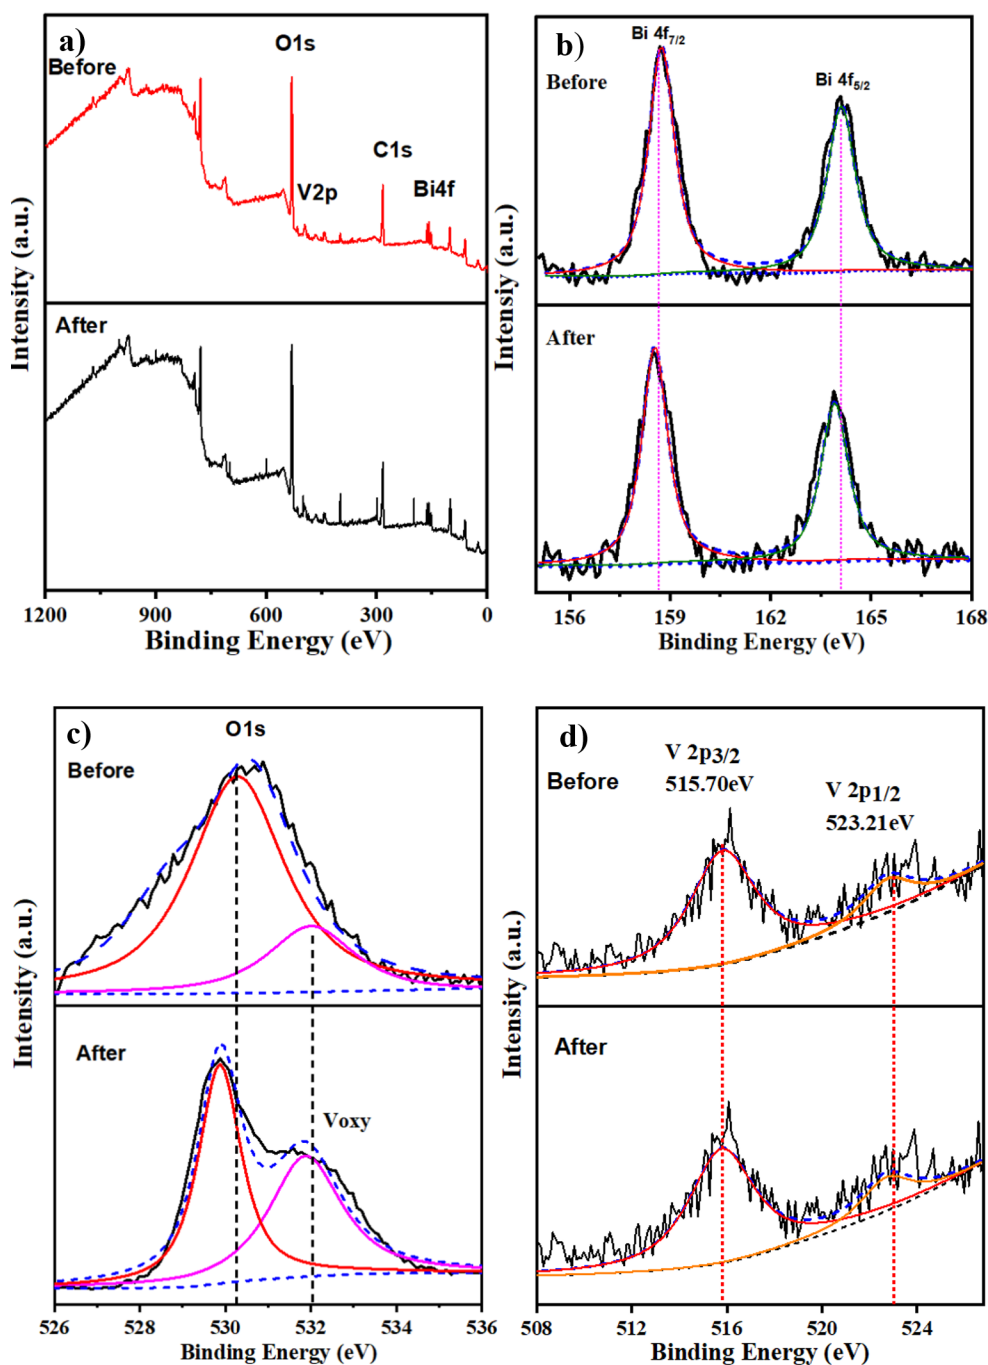 a)
Before
O1s
V2p
C1s
Bi4f
After
Intensity (a.u.)
1200 900 600 300 0
Binding Energy (eV)
b)
Bi 4f7/2
Bi 4f5/2
Before
After
Intensiy (a.u.)
156 159 162 165 168
Binding Energy (eV)
c)
O1s
Before
After
Voxy
Intensity (a.u.)
526 528 530 532 534 536
Binding Energy (eV)
d)
V 2p3/2
515.70eV
Before
V 2p1/2
523.21eV
After
Intensity (a.u.)
508 512 516 520 524
Binding Energy (eV)